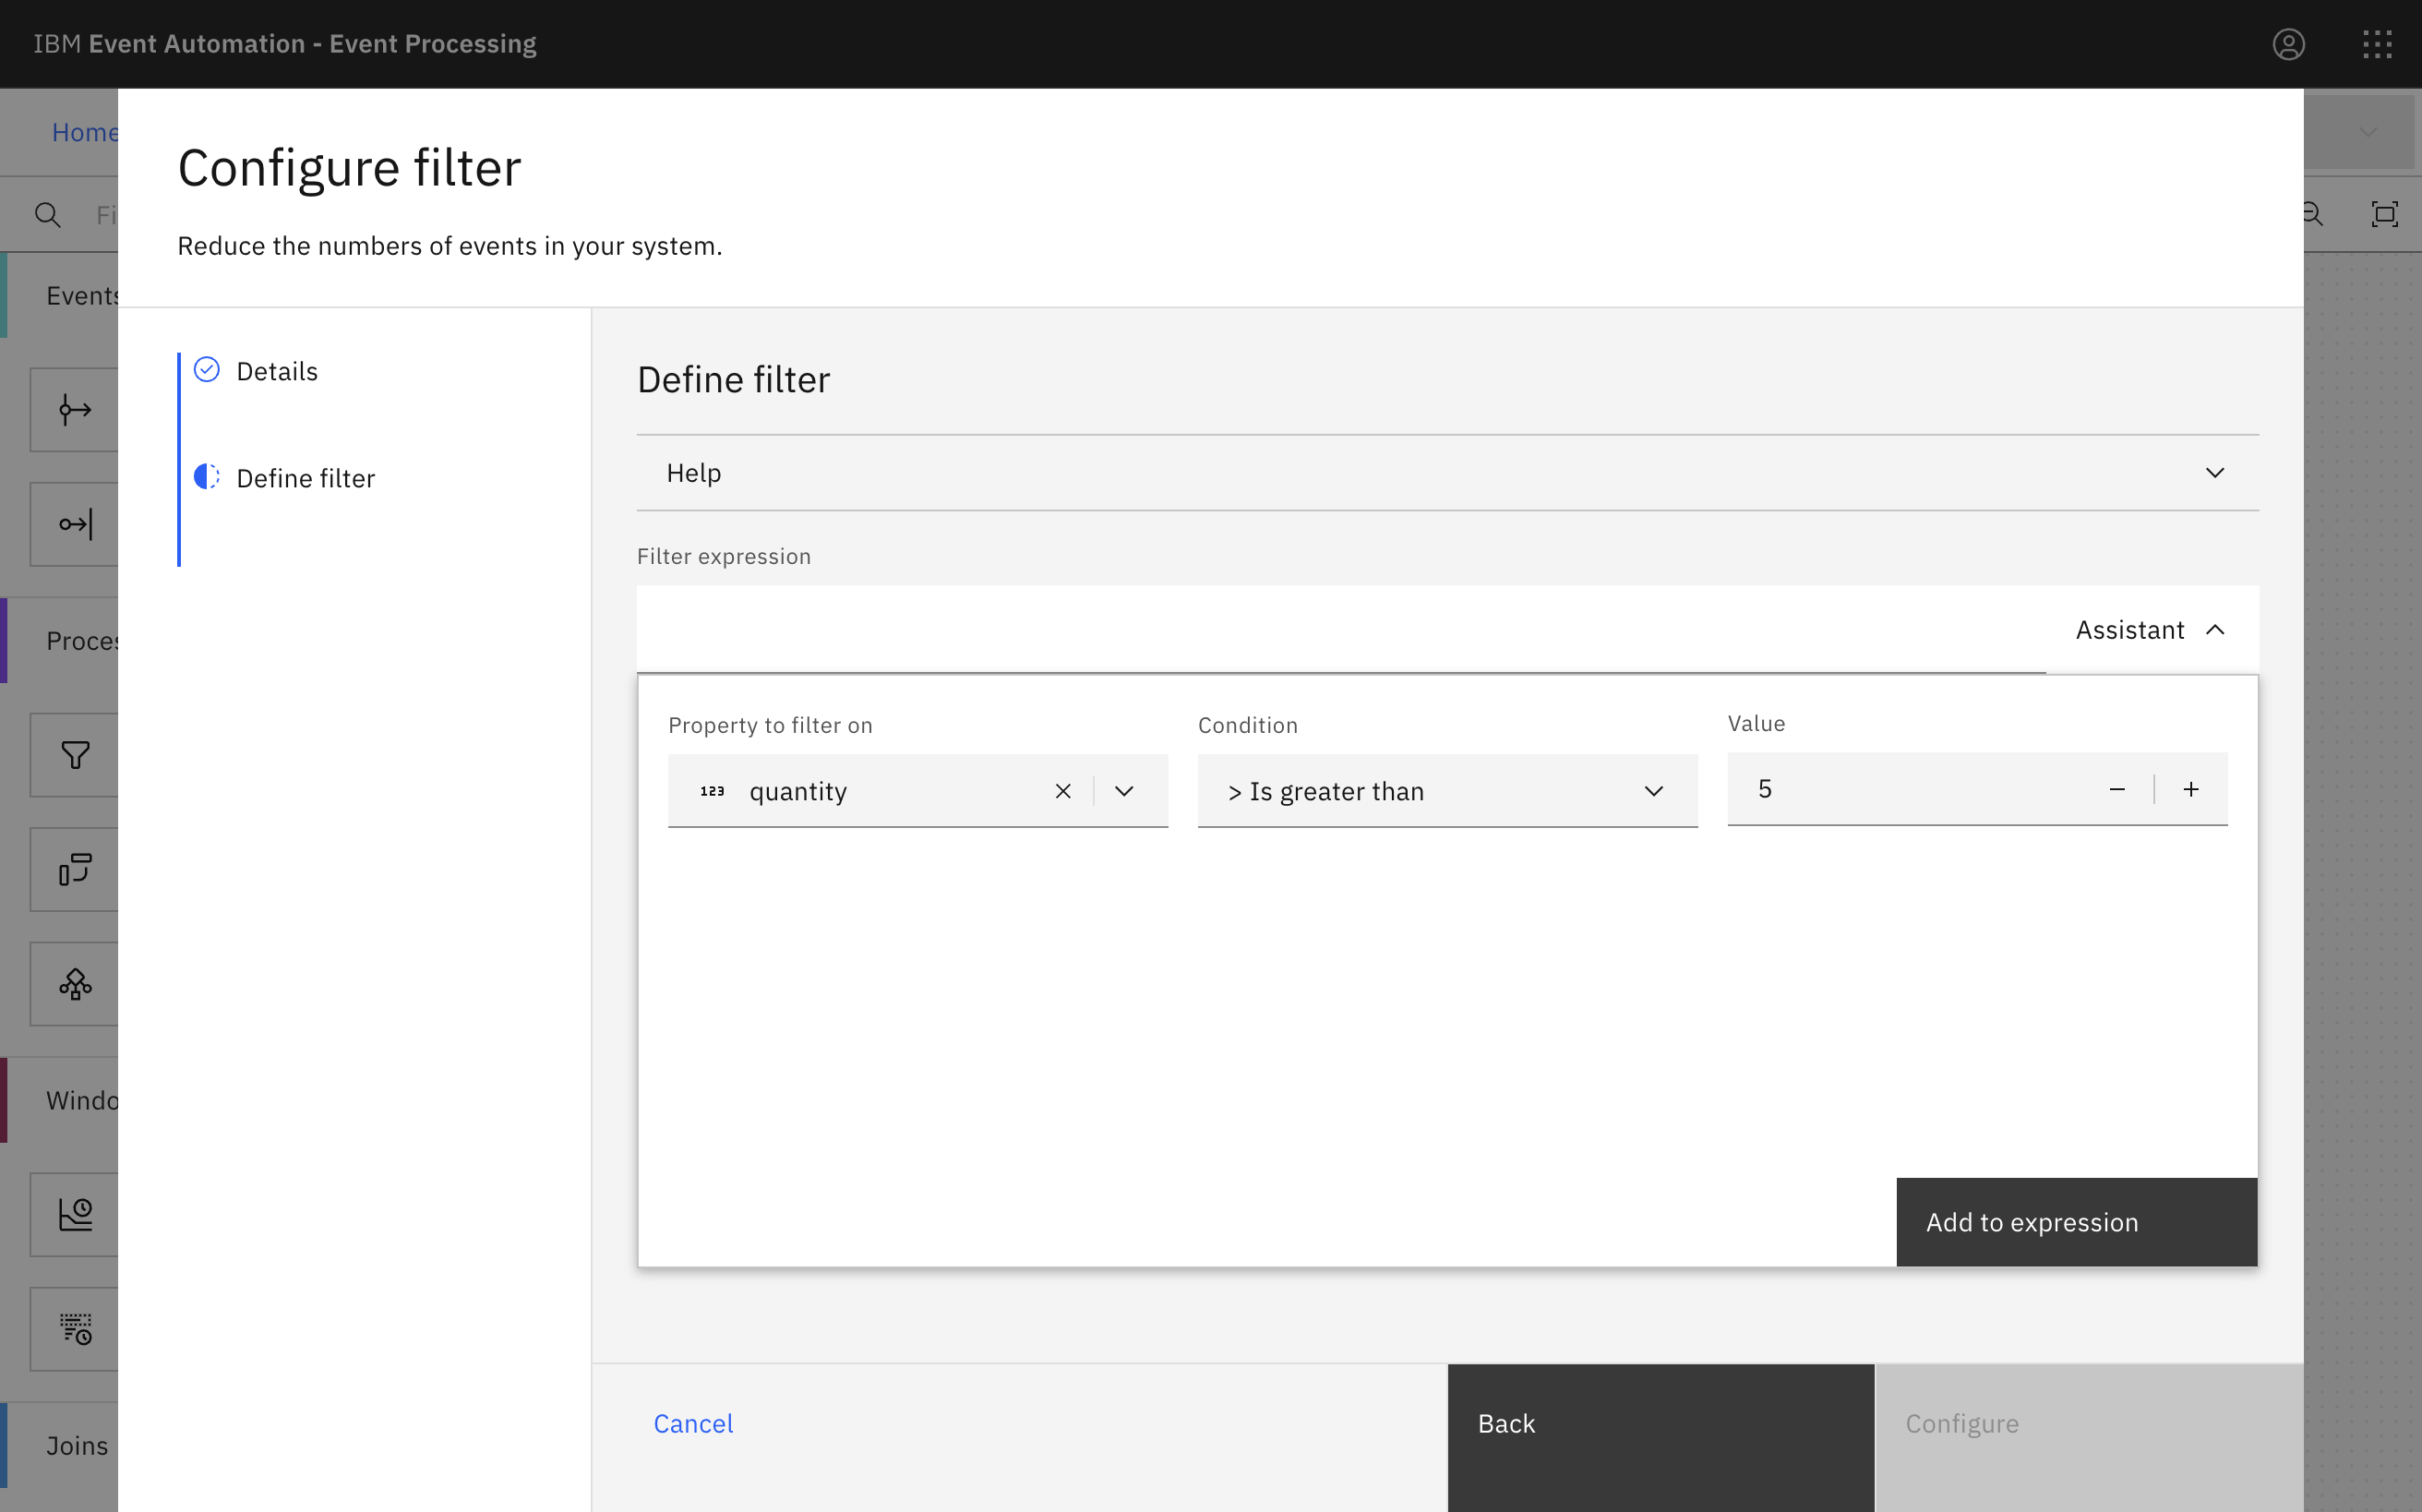 IBM Event Automation - Event Processing
Home
Configure filter
Reduce the numbers of events in your system.
Fi
Events
Proces
Windo
Joins
Details
Define filter
Define filter
Help
Filter expression
Assistant
Property to filter on
Condition
Value
123 quantity
> Is greater than
5
Add to expression
Cancel
Back
Configure